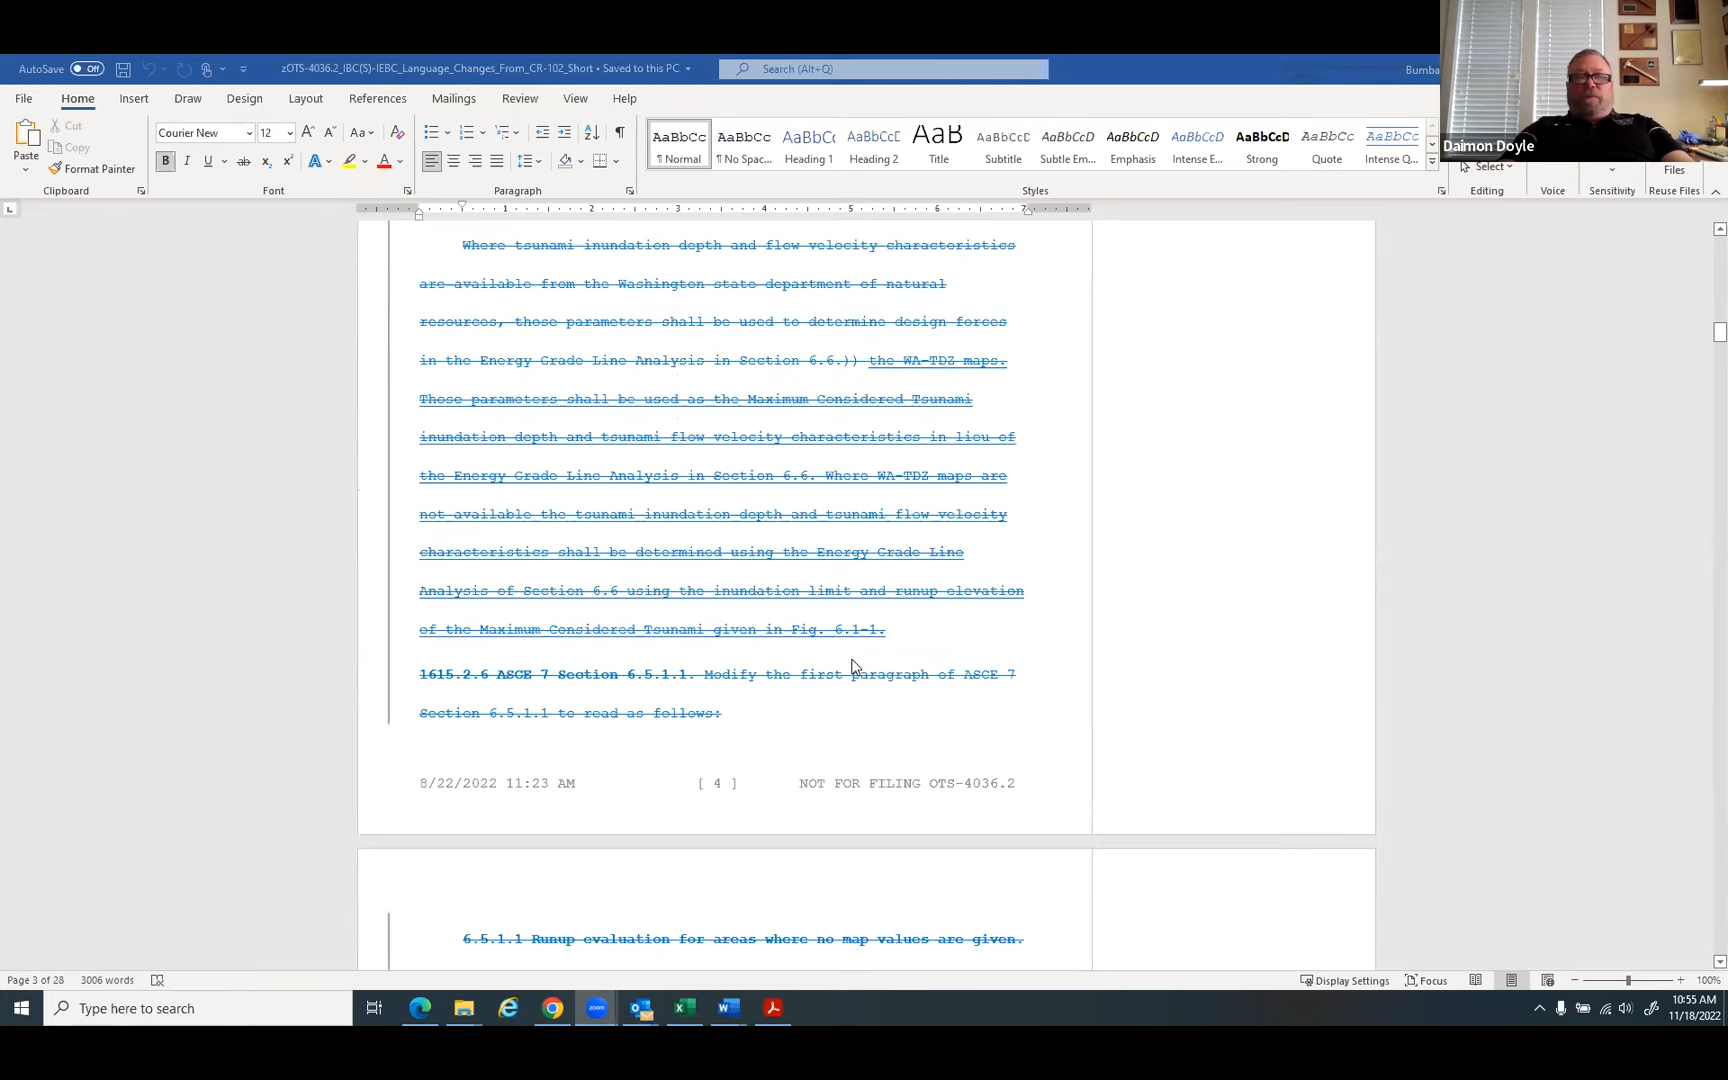 AutoSave Off zOTS-4036.2_IBC(S)-IEBC_Language_Changes_From_CR-102_Short • Saved to this PC Search (Alt+Q) Bumba
Daimon Doyle
File Home Insert Draw Design Layout References Mailings Review View Help
Paste Cut Copy Format Painter
Courier New 12
AaBbCc AaBbCc AaBbCc AaBbCcD AaB AaBbCcD AaBbCcD AaBbCcD AaBbCcD AaBbCcD AaBbCcD AaBbCc
¶ Normal ¶ No Spac... Heading 1 Heading 2 Title Subtitle Subtle Em... Emphasis Intense E... Strong Quote Intense Q...
Select Files
Clipboard Font Paragraph Styles Editing Voice Sensitivity Reuse Files
1 2 3 4 5 6 7
Where tsunami inundation depth and flow velocity characteristics
are available from the Washington state department of natural
resources, those parameters shall be used to determine design forces
in the Energy Grade Line Analysis in Section 6.6.)) the WA-TDZ maps.
Those parameters shall be used as the Maximum Considered Tsunami
inundation depth and tsunami flow velocity characteristics in lieu of
the Energy Grade Line Analysis in Section 6.6. Where WA-TDZ maps are
not available the tsunami inundation depth and tsunami flow velocity
characteristics shall be determined using the Energy Grade Line
Analysis of Section 6.6 using the inundation limit and runup elevation
of the Maximum Considered Tsunami given in Fig. 6.1-1.
1615.2.6 ASCE 7 Section 6.5.1.1. Modify the first paragraph of ASCE 7
Section 6.5.1.1 to read as follows:
8/22/2022 11:23 AM [ 4 ] NOT FOR FILING OTS-4036.2
6.5.1.1 Runup evaluation for areas where no map values are given.
Page 3 of 28 3006 words Display Settings Focus 100%
Type here to search
10:55 AM
11/18/2022